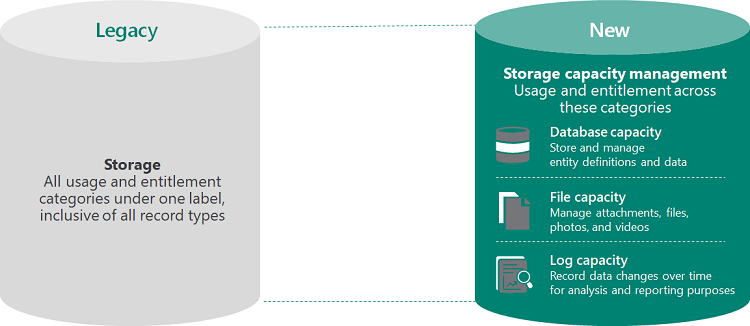 Legacy
Storage
All usage and entitlement
categories under one label,
inclusive of all record types
New
Storage capacity management
Usage and entitlement across
these categories
Database capacity
Store and manage
entity definitions and data
File capacity
Manage attachments, files,
photos, and videos
Log capacity
Record data changes over time
for analysis and reporting purposes